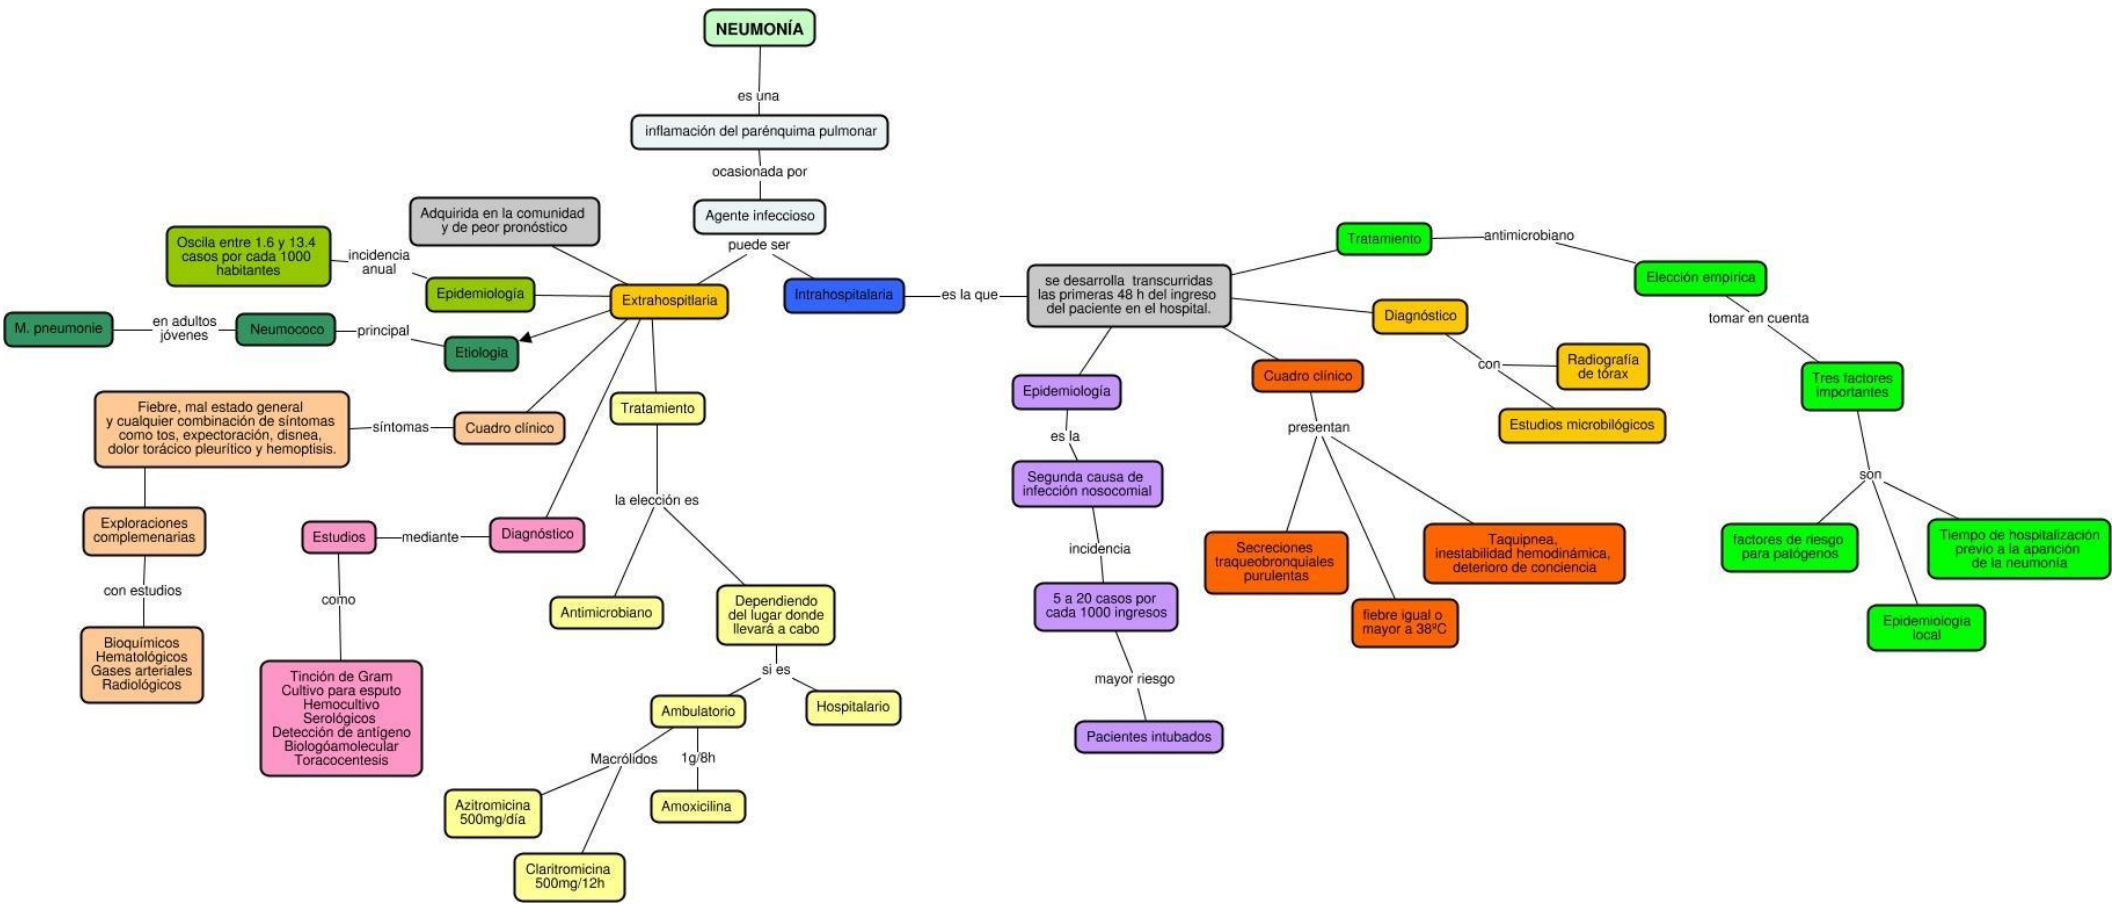 NEUMONÍA
es una
inflamación del parénquima pulmonar
ocasionada por
Agente infeccioso
puede ser
Adquirida en la comunidad
y de peor pronóstico
Oscila entre 1.6 y 13.4
casos por cada 1000
habitantes
incidencia
anual
Epidemiología
Extrahospitlaria
M. pneumonie
en adultos
jóvenes
Neumococo
principal
Etiología
Fiebre, mal estado general
y cualquier combinación de síntomas
como tos, expectoración, disnea,
dolor torácico pleurítico y hemoptisis.
síntomas
Cuadro clínico
Exploraciones
complemenarias
con estudios
Bioquímicos
Hematológicos
Gases arteriales
Radiológicos
Estudios
mediante
Diagnóstico
como
Tinción de Gram
Cultivo para esputo
Hemocultivo
Serológicos
Detección de antígeno
Biologóamolecular
Toracocentesis
Tratamiento
la elección es
Antimicrobiano
Dependiendo
del lugar donde
llevará a cabo
si es
Ambulatorio
Hospitalario
Macrólidos
1g/8h
Azitromicina
500mg/día
Amoxicilina
Claritromicina
500mg/12h
Intrahospitalaria
es la que
se desarrolla transcurridas
las primeras 48 h del ingreso
del paciente en el hospital.
Epidemiología
es la
Segunda causa de
infección nosocomial
incidencia
5 a 20 casos por
cada 1000 ingresos
mayor riesgo
Pacientes intubados
Cuadro clínico
presentan
Secreciones
traqueobronquiales
purulentas
fiebre igual o
mayor a 38ºC
Taquipnea,
inestabilidad hemodinámica,
deterioro de conciencia
Diagnóstico
con
Radiografía
de tórax
Estudios microbilógicos
Tratamiento
antimicrobiano
Elección empírica
tomar en cuenta
Tres factores
importantes
son
factores de riesgo
para patógenos
Epidemiología
local
Tiempo de hospitalización
previo a la aparición
de la neumonía